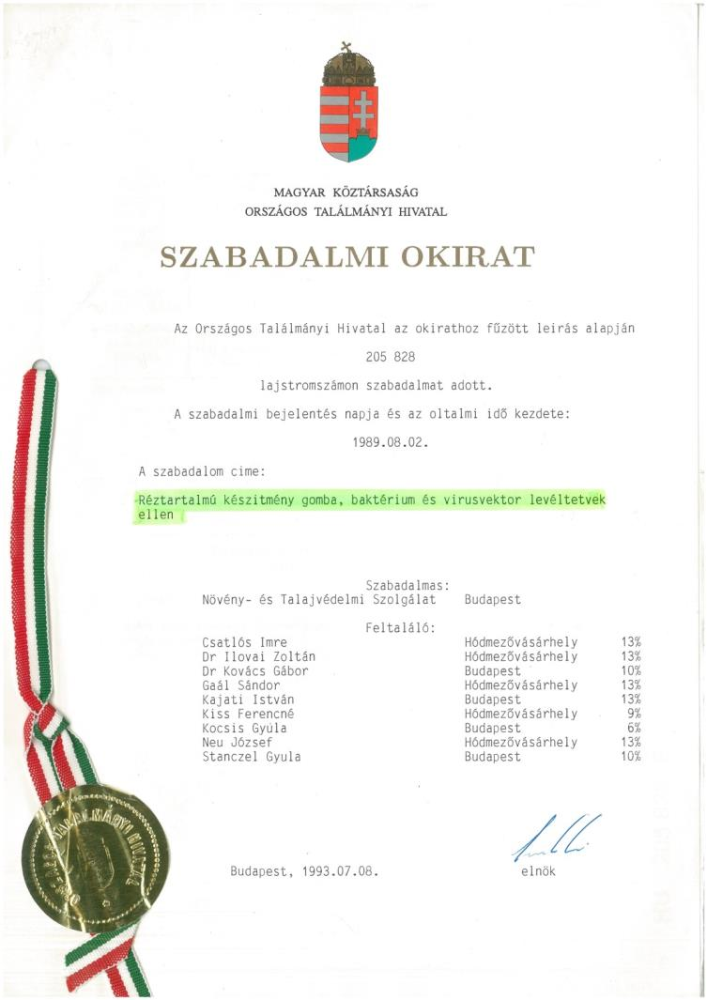 MAGYAR KÖZTÁRSASÁG
ORSZÁGOS TALÁLMÁNYI HIVATAL
SZABADALMI OKIRAT
Az Országos Találmányi Hivatal az okirathoz fűzött leirás alapján
205 828
lajstromszámon szabadalmat adott.
A szabadalmi bejelentés napja és az oltalmi idő kezdete:
1989.08.02.
A szabadalom cime:
Réztartalmú készitmény gomba, baktérium és virusvektor levéltetvek
ellen
Szabadalmas:
Növény- és Talajvédelmi Szolgálat Budapest
Feltaláló:
Csatlós Imre Hódmezővásárhely 13%
Dr Ilovai Zoltán Hódmezővásárhely 13%
Dr Kovács Gábor Budapest 10%
Gaál Sándor Hódmezővásárhely 13%
Kajati István Budapest 13%
Kiss Ferencné Hódmezővásárhely 9%
Kocsis Gyula Budapest 6%
Neu József Hódmezővásárhely 13%
Stanczel Gyula Budapest 10%
Budapest, 1993.07.08.
elnök